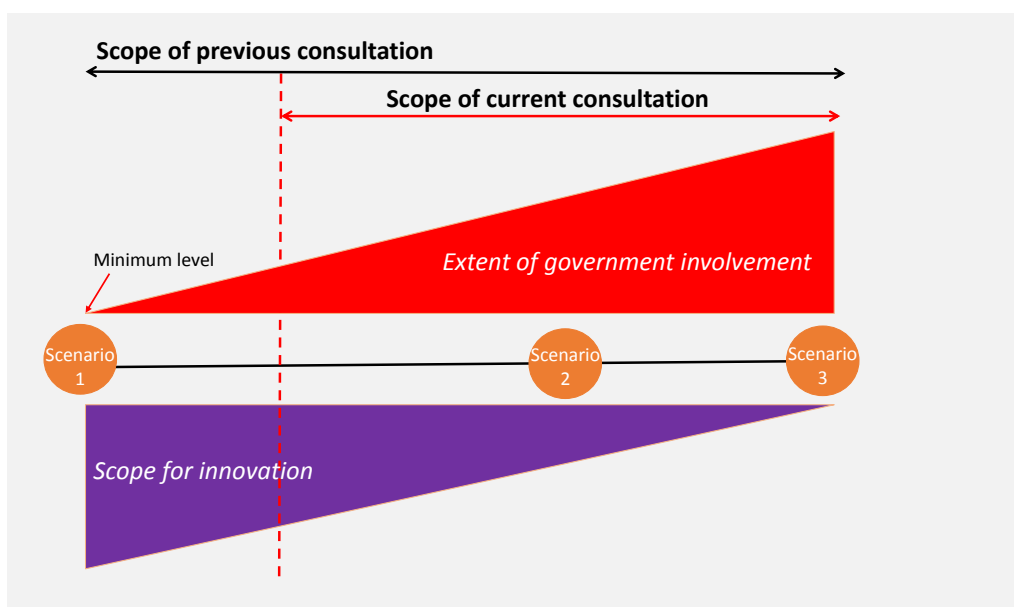 Scope of previous consultation
Scope of current consultation
Minimum level
Extent of government involvement
Scenario
1
Scenario
2
Scenario
3
Scope for innovation